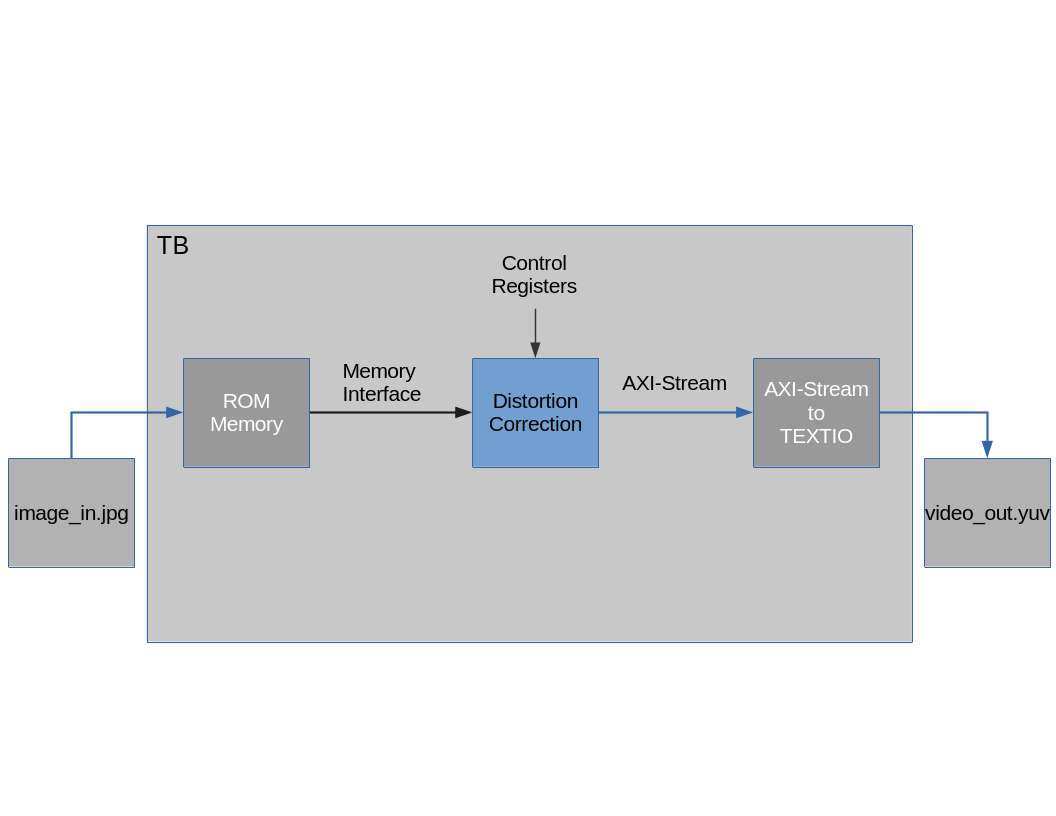 TB
Control
Registers
Memory
Interface
ROM
Memory
Distortion
Correction
AXI-Stream
AXI-Stream
to
TEXTIO
image_in.jpg
video_out.yuv